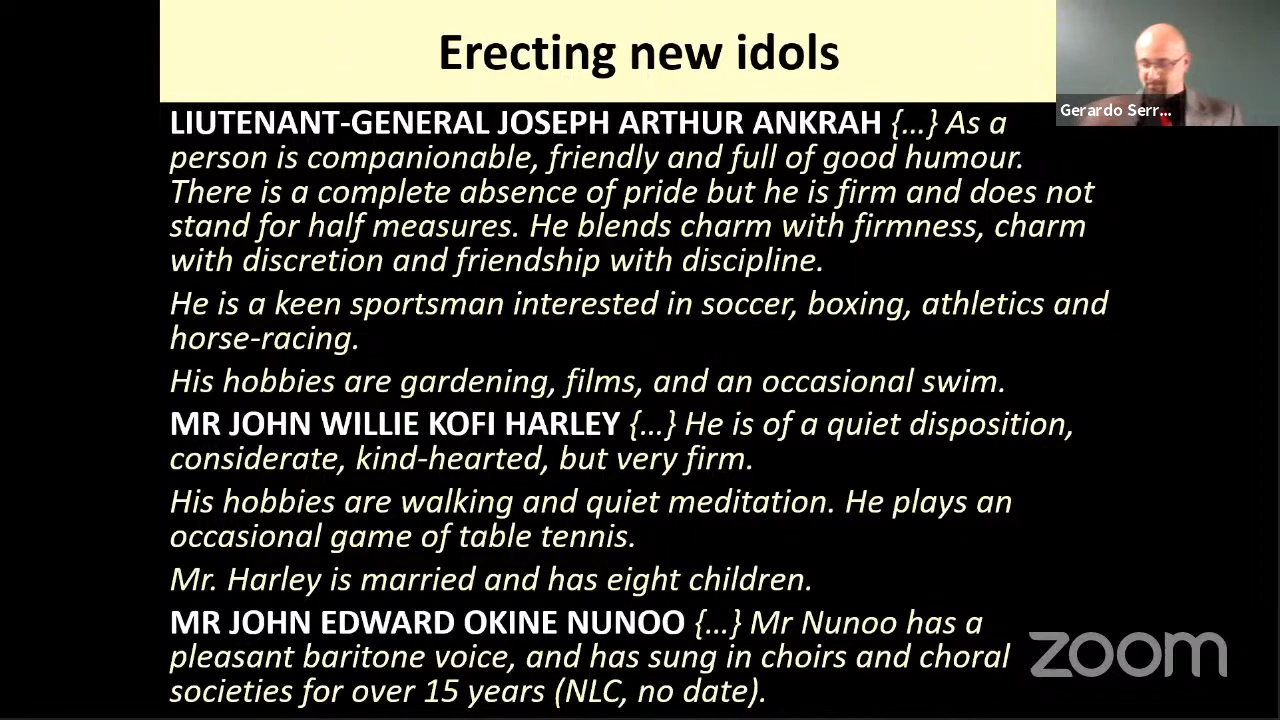 Erecting new idols
Gerardo Serr...
LIUTENANT-GENERAL JOSEPH ARTHUR ANKRAH {…} As a
person is companionable, friendly and full of good humour.
There is a complete absence of pride but he is firm and does not
stand for half measures. He blends charm with firmness, charm
with discretion and friendship with discipline.
He is a keen sportsman interested in soccer, boxing, athletics and
horse-racing.
His hobbies are gardening, films, and an occasional swim.
MR JOHN WILLIE KOFI HARLEY {…} He is of a quiet disposition,
considerate, kind-hearted, but very firm.
His hobbies are walking and quiet meditation. He plays an
occasional game of table tennis.
Mr. Harley is married and has eight children.
MR JOHN EDWARD OKINE NUNOO {…} Mr Nunoo has a
pleasant baritone voice, and has sung in choirs and choral
societies for over 15 years (NLC, no date).
zoom